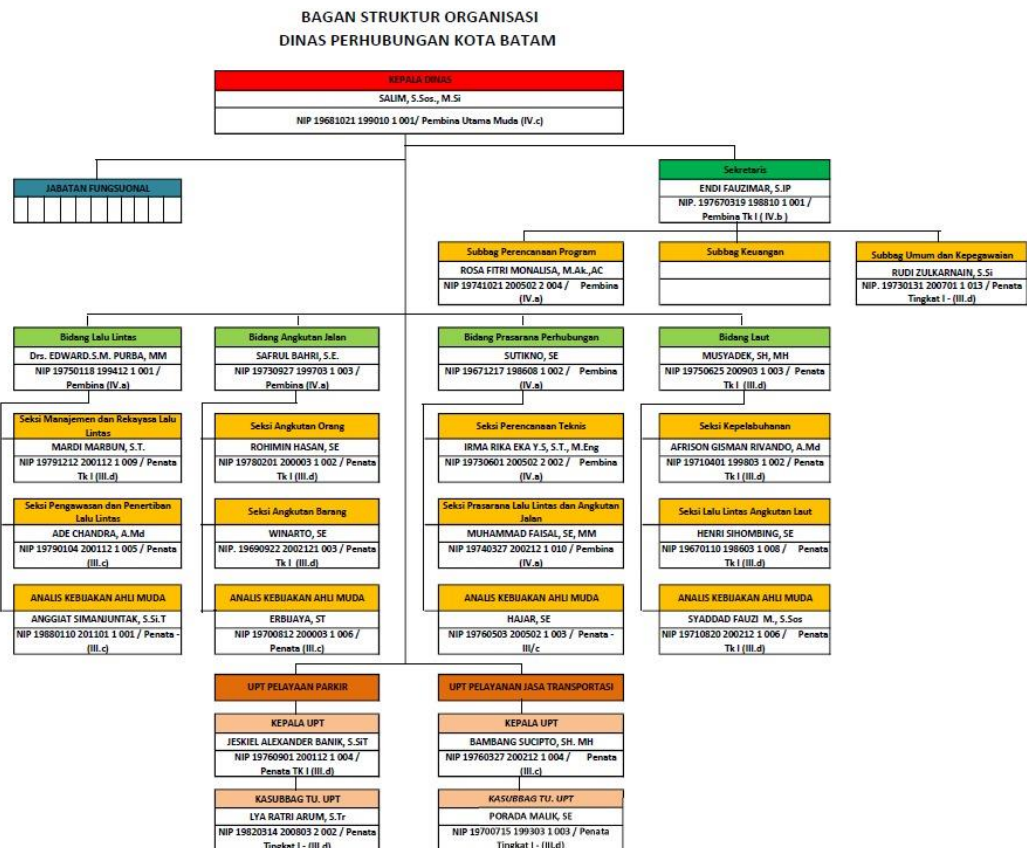 BAGAN STRUKTUR ORGANISASI
DINAS PERHUBUNGAN KOTA BATAM
KEPALA DINAS
SALIM, S.Sos., M.Si
NIP 19681021 199010 1 001/ Pembina Utama Muda (IV.c)
JABATAN FUNGSUONAL
Sekretaris
ENDI FAUZIMAR, S.IP
NIP. 197670319 198810 1 001 /
Pembina Tk I ( IV.b )
Subbag Perencanaan Program
ROSA FITRI MONALISA, M.Ak.,AC
NIP 19741021 200502 2 004 / Pembina
(IV.a)
Subbag Keuangan
Subbag Umum dan Kepegawaian
RUDI ZULKARNAIN, S.Si
NIP. 19730131 200701 1 013 / Penata
Tingkat I - (III.d)
Bidang Lalu Lintas
Drs. EDWARD.S.M. PURBA, MM
NIP 19750118 199412 1 001 /
Pembina (IV.a)
Bidang Angkutan Jalan
SAFRUL BAHRI, S.E.
NIP 19730927 199703 1 003 /
Pembina (IV.a)
Bidang Prasarana Perhubungan
SUTIKNO, SE
NIP 19671217 198608 1 002 / Pembina
(IV.a)
Bidang Laut
MUSYADEK, SH, MH
NIP 19750625 200903 1 003 / Penata
Tk I (III.d)
Seksi Manajemen dan Rekayasa Lalu
Lintas
MARDI MARBUN, S.T.
NIP 19791212 200112 1 009 / Penata
Tk I (III.d)
Seksi Angkutan Orang
ROHIMIN HASAN, SE
NIP 19780201 200003 1 002 / Penata
Tk I (III.d)
Seksi Perencanaan Teknis
IRMA RIKA EKA Y.S, S.T., M.Eng
NIP 19730601 200502 2 002 / Pembina
(IV.a)
Seksi Kepelabuhanan
AFRISON GISMAN RIVANDO, A.Md
NIP 19710401 199803 1 002 / Penata
Tk I (III.d)
Seksi Pengawasan dan Penertiban
Lalu Lintas
ADE CHANDRA, A.Md
NIP 19790104 200112 1 005 / Penata
(III.c)
Seksi Angkutan Barang
WINARTO, SE
NIP. 19690922 2002121 003 / Penata
Tk I (III.d)
Seksi Prasarana Lalu Lintas dan Angkutan
Jalan
MUHAMMAD FAISAL, SE, MM
NIP 19740327 200212 1 010 / Pembina
(IV.a)
Seksi Lalu Lintas Angkutan Laut
HENRI SIHOMBING, SE
NIP 19670110 198603 1 008 / Penata
Tk I (III.d)
ANALIS KEBIJAKAN AHLI MUDA
ANGGIAT SIMANJUNTAK, S.Si.T
NIP 19880110 201101 1 001 / Penata -
(III.c)
ANALIS KEBIJAKAN AHLI MUDA
ERBIJAYA, ST
NIP 19700812 200003 1 006 /
Penata (III.c)
ANALIS KEBIJAKAN AHLI MUDA
HAJAR, SE
NIP 19760503 200502 1 003 / Penata -
III/c
ANALIS KEBIJAKAN AHLI MUDA
SYADDAD FAUZI M., S.Sos
NIP 19710820 200212 1 006 / Penata
Tk I (III.d)
UPT PELAYAAN PARKIR
KEPALA UPT
JESKIEL ALEXANDER BANIK, S.SiT
NIP 19760901 200112 1 004 /
Penata TK I (III.d)
KASUBBAG TU. UPT
LYA RATRI ARUM, S.Tr
NIP 19820314 200803 2 002 / Penata
Tingkat I - (III.d)
UPT PELAYANAN JASA TRANSPORTASI
KEPALA UPT
BAMBANG SUCIPTO, SH. MH
NIP 19760327 200212 1 004 / Penata
(III.c)
KASUBBAG TU. UPT
PORADA MALIK, SE
NIP 19700715 199303 1 003 / Penata
Tingkat I - (III.d)